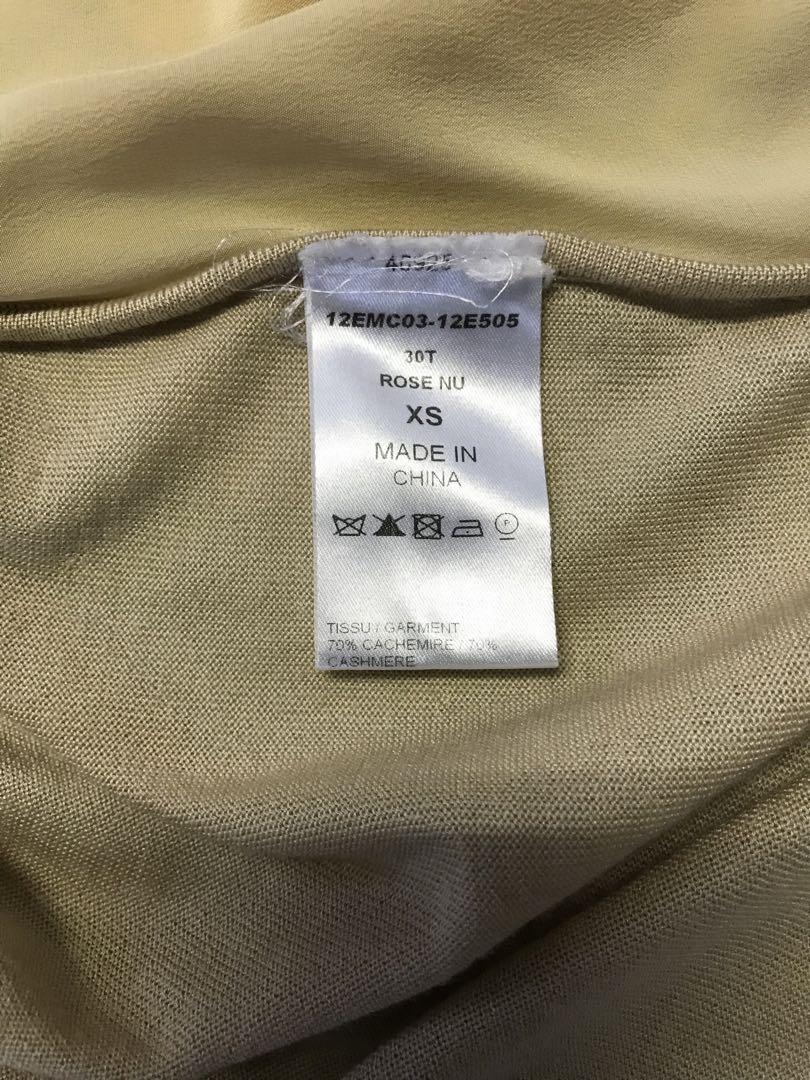 12EMC03-12E505
30T
ROSE NU
XS
MADE IN
CHINA
P
TISSU / GARMENT
70% CACHEMIRE / 70%
CASHMERE